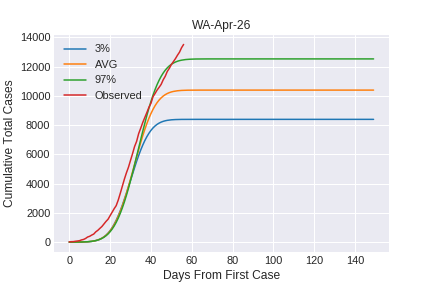 WA-Apr-26
14000
12000
10000
8000
6000
4000
2000
0
Cumulative Total Cases
3%
AVG
97%
Observed
0 20 40 60 80 100 120 140
Days From First Case